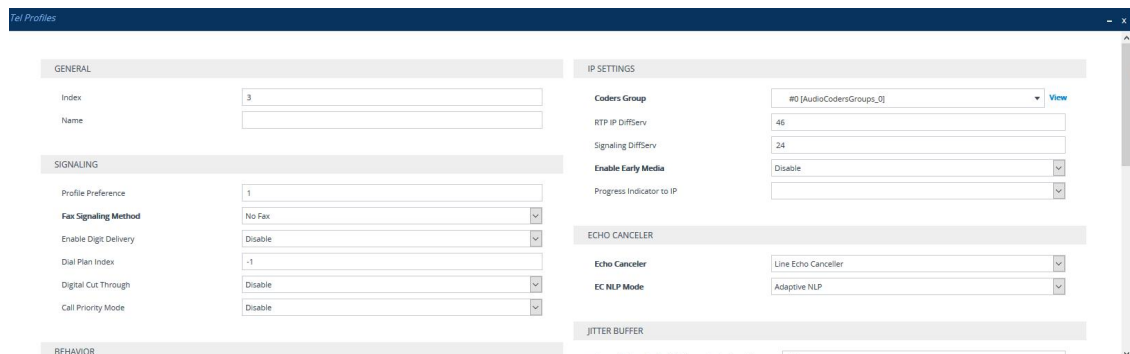 Tel Profiles
– x
GENERAL
Index 3
Name
SIGNALING
Profile Preference 1
Fax Signaling Method No Fax
Enable Digit Delivery Disable
Dial Plan Index -1
Digital Cut Through Disable
Call Priority Mode Disable
BEHAVIOR
IP SETTINGS
Coders Group #0 [AudioCodersGroups_0] View
RTP IP DiffServ 46
Signaling DiffServ 24
Enable Early Media Disable
Progress Indicator to IP
ECHO CANCELER
Echo Canceler Line Echo Canceller
EC NLP Mode Adaptive NLP
JITTER BUFFER